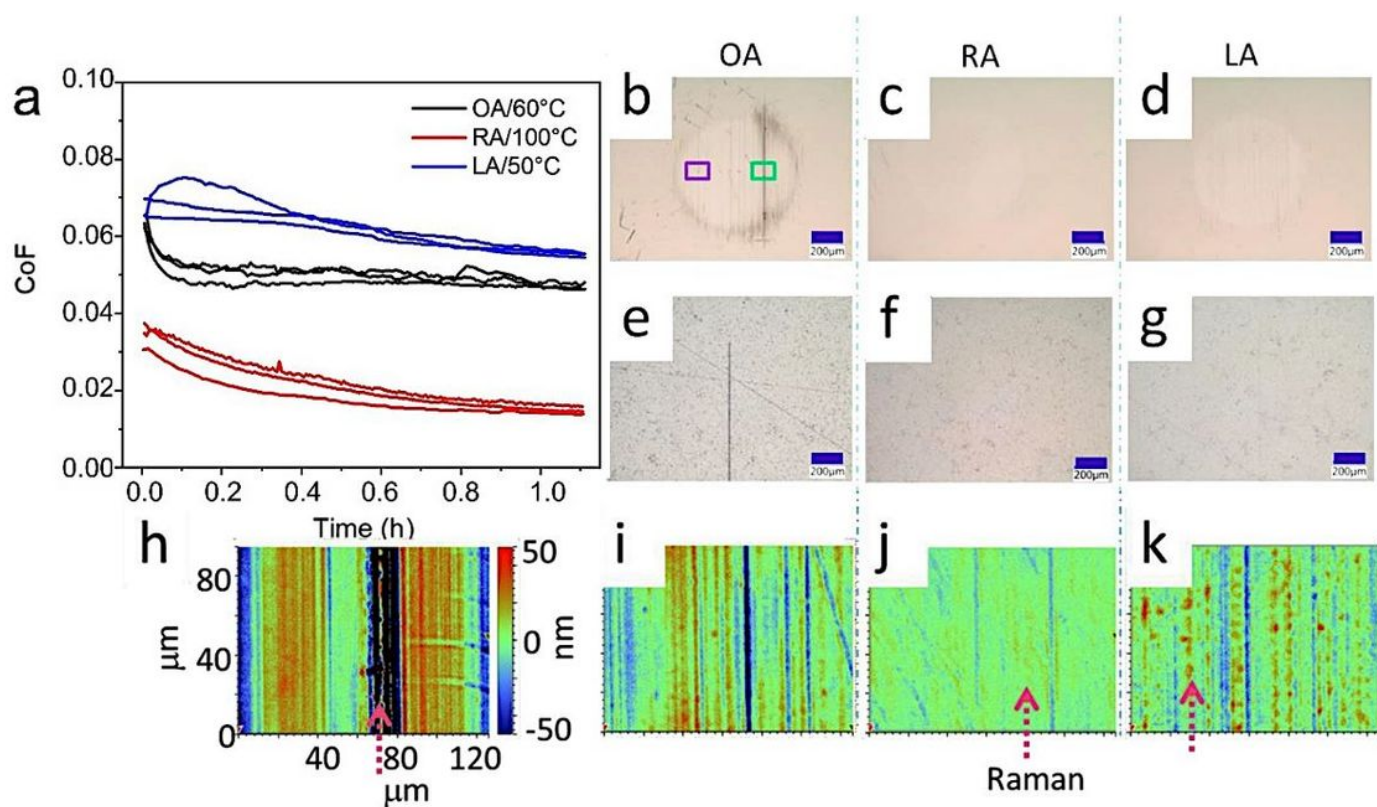 OA RA LA
a
0.10
0.08
0.06
0.04
0.02
0.00
CoF
OA/60°C
RA/100°C
LA/50°C
0.0 0.2 0.4 0.6 0.8 1.0
Time (h)
b
200µm
c
200µm
d
200µm
e
200µm
f
200µm
g
200µm
h
80
40
0
µm
40 80 120
µm
50
0
-50
nm
i
j
k
Raman